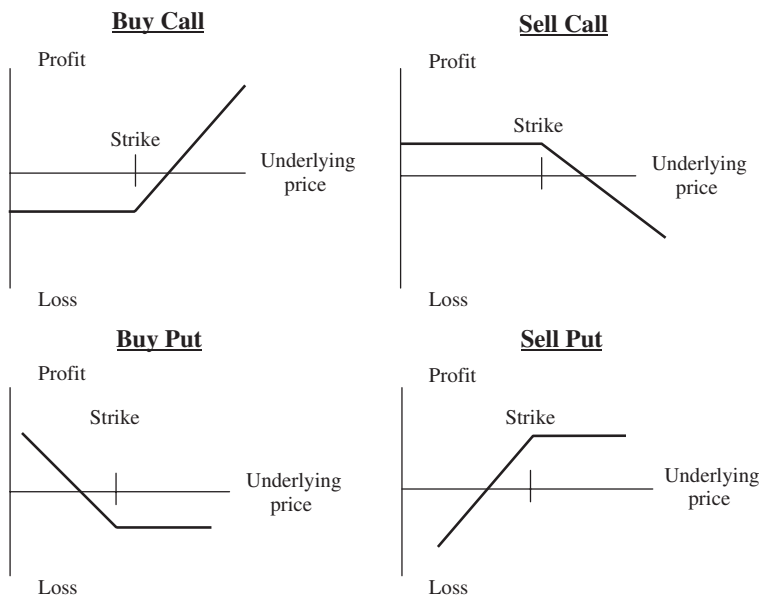 Buy Call
Profit
Strike
Underlying
price
Loss
Sell Call
Profit
Strike
Underlying
price
Loss
Buy Put
Profit
Strike
Underlying
price
Loss
Sell Put
Profit
Strike
Underlying
price
Loss